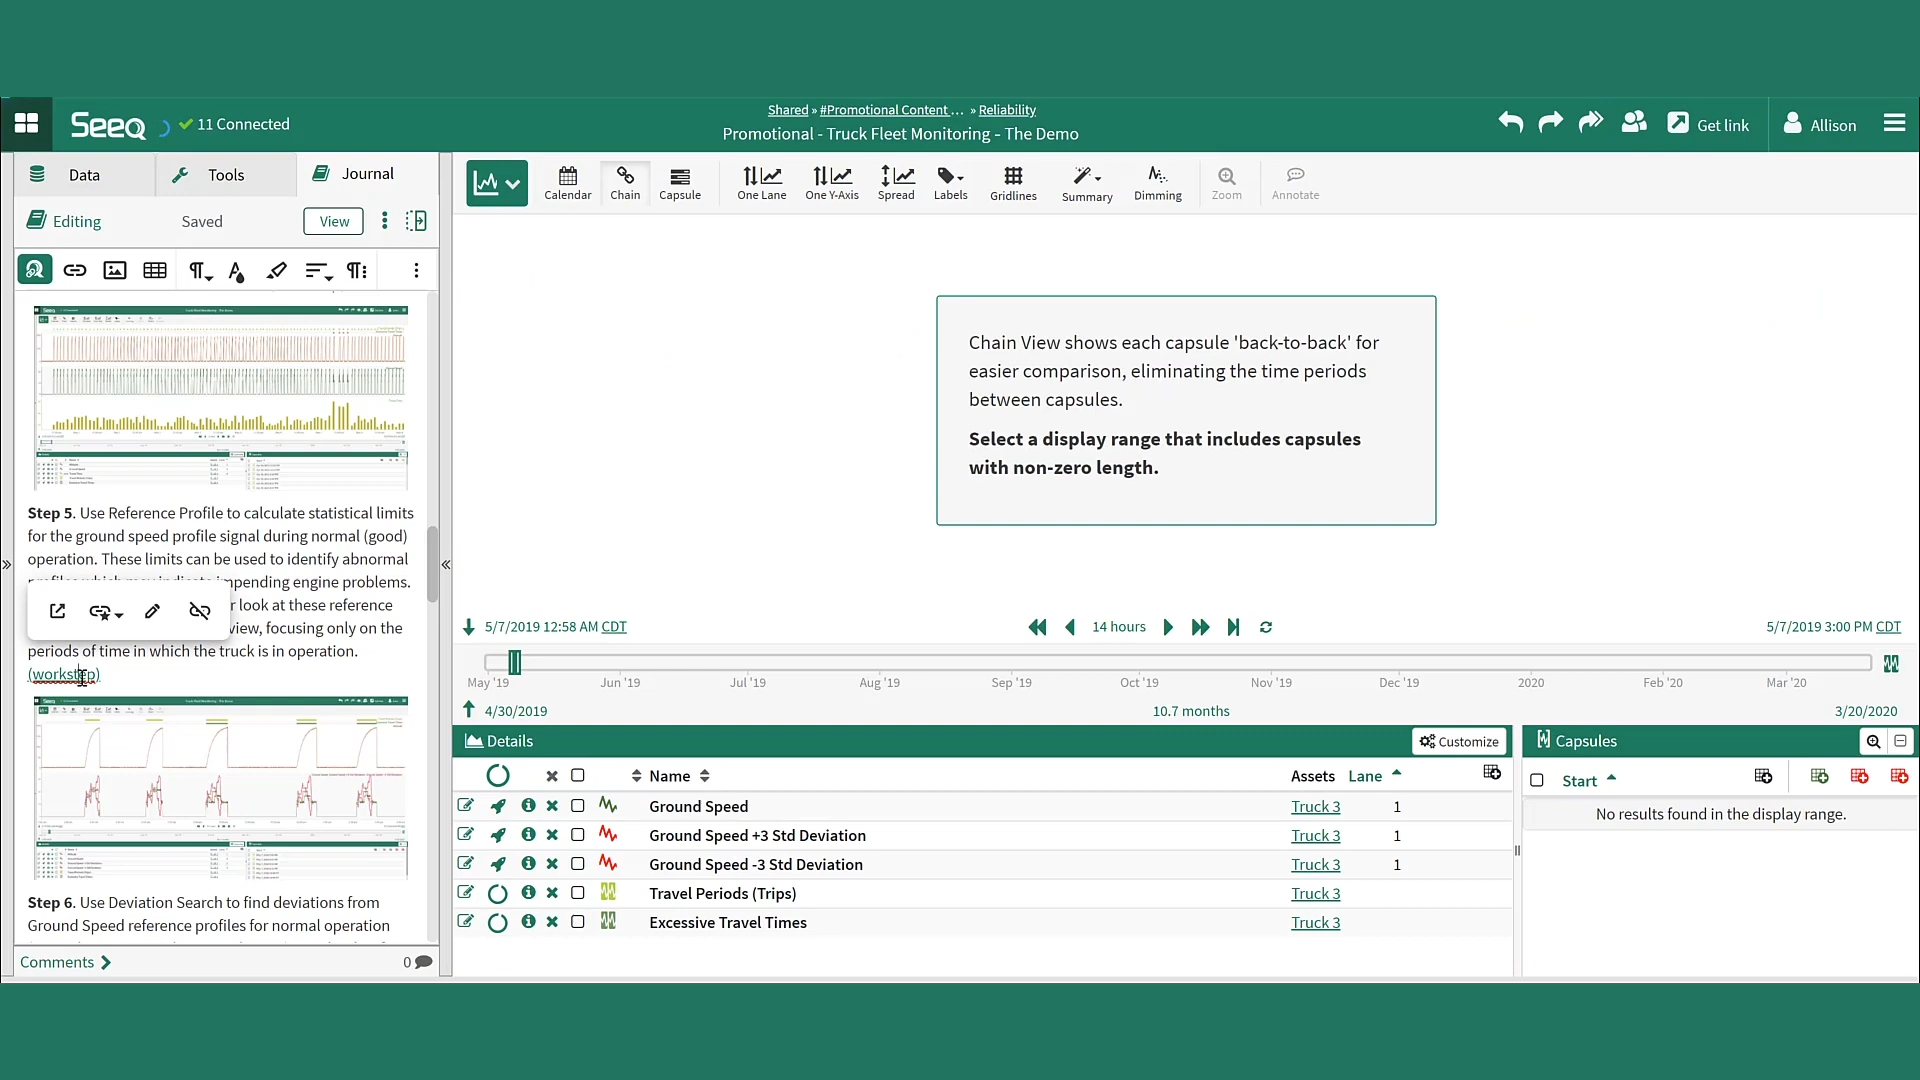 Seeq
11 Connected
Shared » #Promotional Content ... » Reliability
Promotional - Truck Fleet Monitoring - The Demo
Get link
Allison
Data
Tools
Journal
Editing
Saved
View
Calendar
Chain
Capsule
One Lane
One Y-Axis
Spread
Labels
Gridlines
Summary
Dimming
Zoom
Annotate
Step 5. Use Reference Profile to calculate statistical limits
for the ground speed profile signal during normal (good)
operation. These limits can be used to identify abnormal
impending engine problems.
look at these reference
view, focusing only on the
periods of time in which the truck is in operation.
(workstep)
Step 6. Use Deviation Search to find deviations from
Ground Speed reference profiles for normal operation
Comments
0
Chain View shows each capsule 'back-to-back' for
easier comparison, eliminating the time periods
between capsules.
Select a display range that includes capsules
with non-zero length.
5/7/2019 12:58 AM CDT
14 hours
5/7/2019 3:00 PM CDT
May '19
Jun '19
Jul '19
Aug '19
Sep '19
Oct '19
Nov '19
Dec '19
2020
Feb '20
Mar '20
4/30/2019
10.7 months
3/20/2020
Details
Customize
Name
Assets
Lane
Ground Speed
Truck 3
1
Ground Speed +3 Std Deviation
Truck 3
1
Ground Speed -3 Std Deviation
Truck 3
1
Travel Periods (Trips)
Truck 3
Excessive Travel Times
Truck 3
Capsules
Start
No results found in the display range.